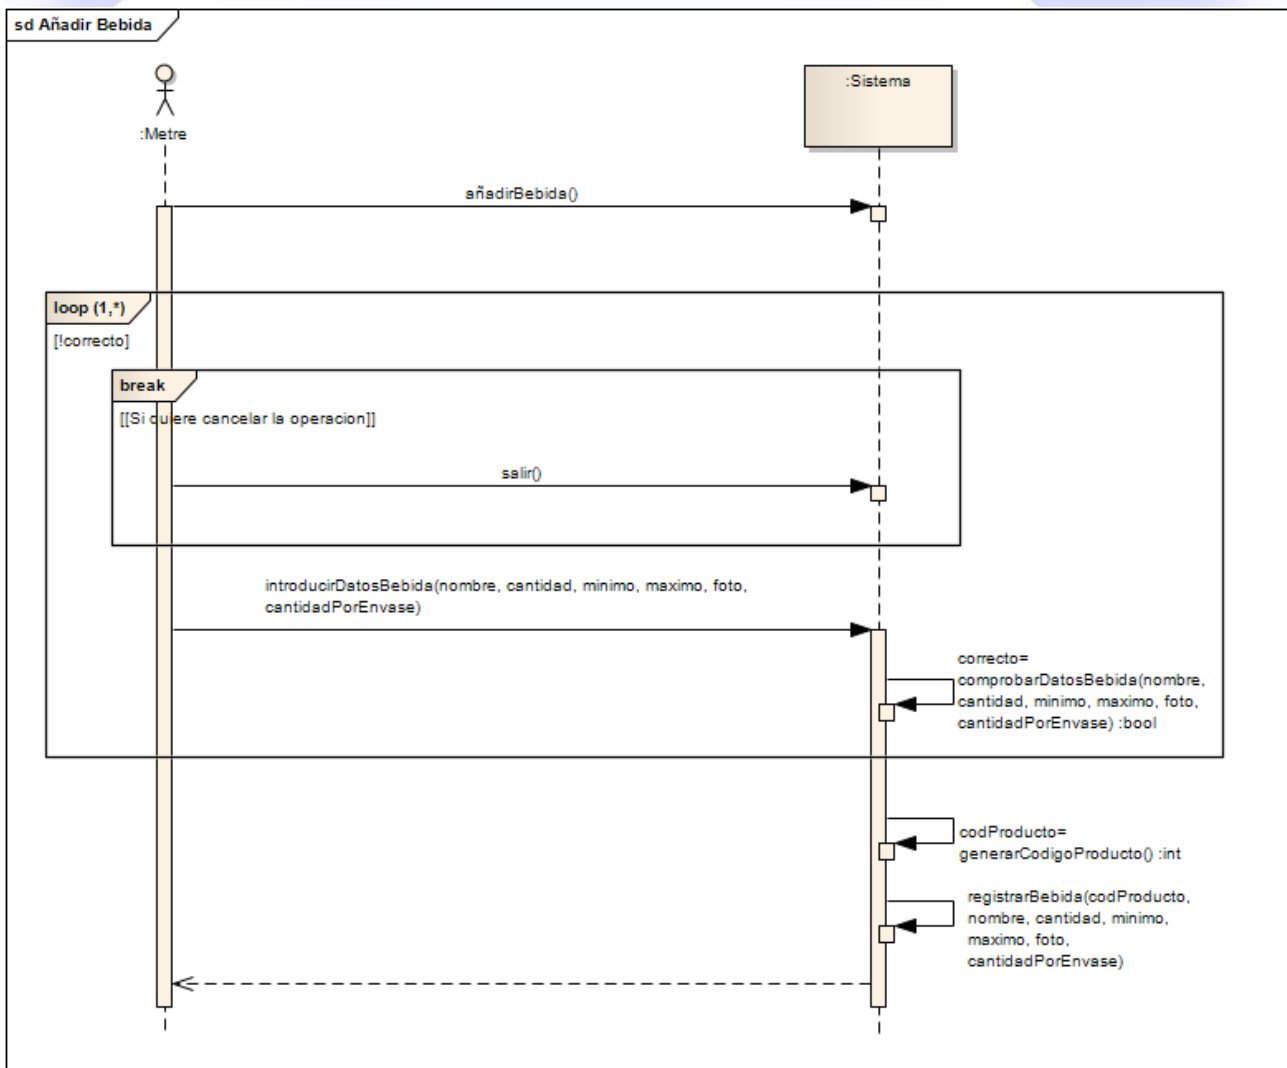 sd Añadir Bebida
:Metre
:Sistema
añadirBebida()
loop (1,*)
[!correcto]
break
[[Si quiere cancelar la operacion]]
salir()
introducirDatosBebida(nombre, cantidad, minimo, maximo, foto,
cantidadPorEnvase)
correcto=
comprobarDatosBebida(nombre,
cantidad, minimo, maximo, foto,
cantidadPorEnvase) :bool
codProducto=
generarCodigoProducto() :int
registrarBebida(codProducto,
nombre, cantidad, minimo,
maximo, foto,
cantidadPorEnvase)